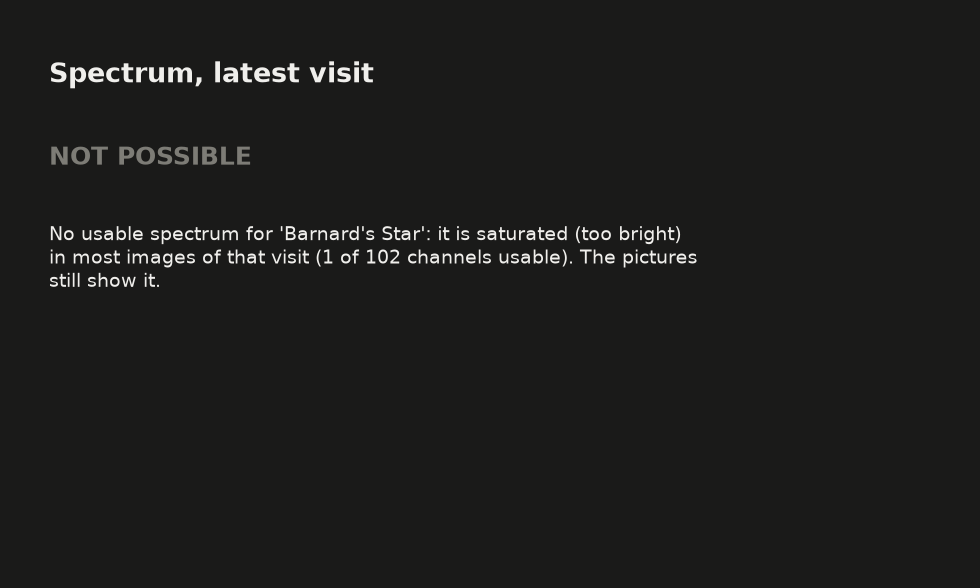 Spectrum, latest visit
NOT POSSIBLE
No usable spectrum for 'Barnard's Star': it is saturated (too bright)
in most images of that visit (1 of 102 channels usable). The pictures
still show it.